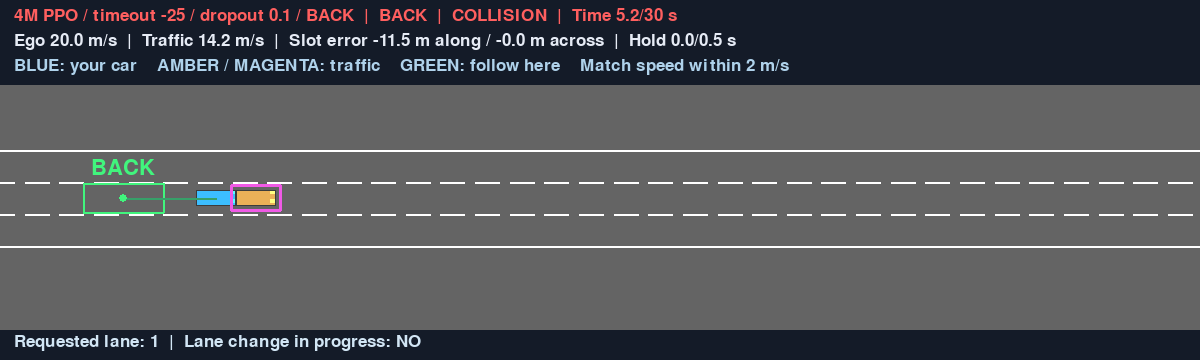 4M PPO / timeout -25 / dropout 0.1 / BACK | BACK | COLLISION | Time 5.2/30 s
Ego 20.0 m/s | Traffic 14.2 m/s | Slot error -11.5 m along / -0.0 m across | Hold 0.0/0.5 s
BLUE: your car AMBER / MAGENTA: traffic GREEN: follow here Match speed within 2 m/s
BACK
Requested lane: 1 | Lane change in progress: NO